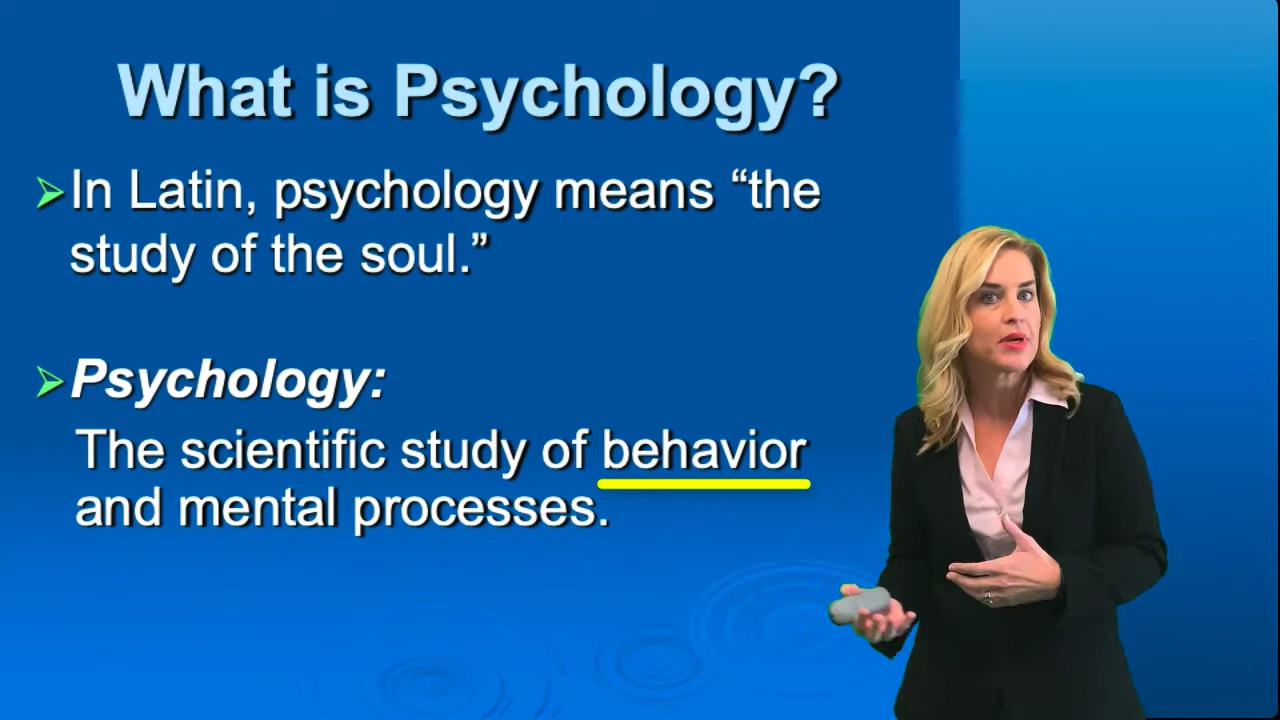 What is Psychology?
In Latin, psychology means “the
study of the soul.”
Psychology:
The scientific study of behavior
and mental processes.